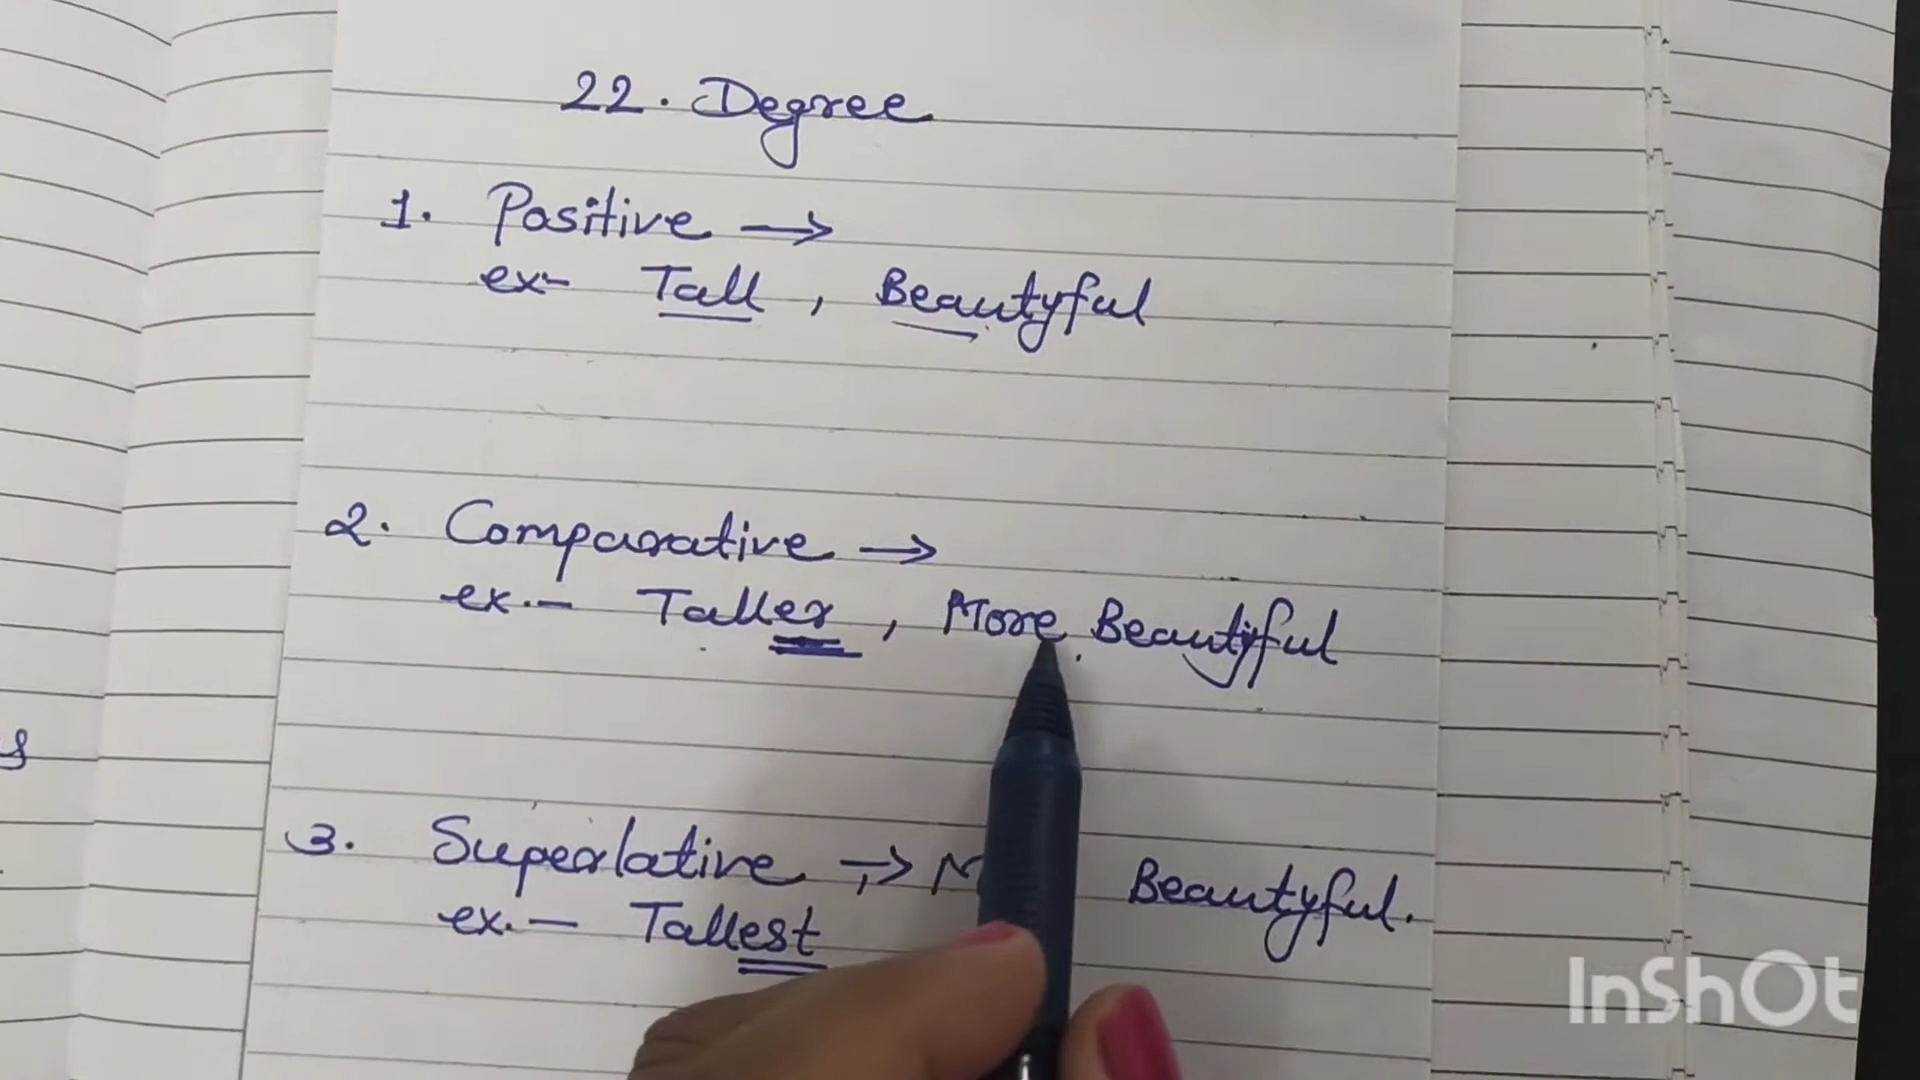 22. Degree
1. Positive →
ex- Tall, Beautyful
2. Comparative →
ex.- Taller, More Beautyful
3. Superlative → Beautyful.
ex.- Tallest
InShOt